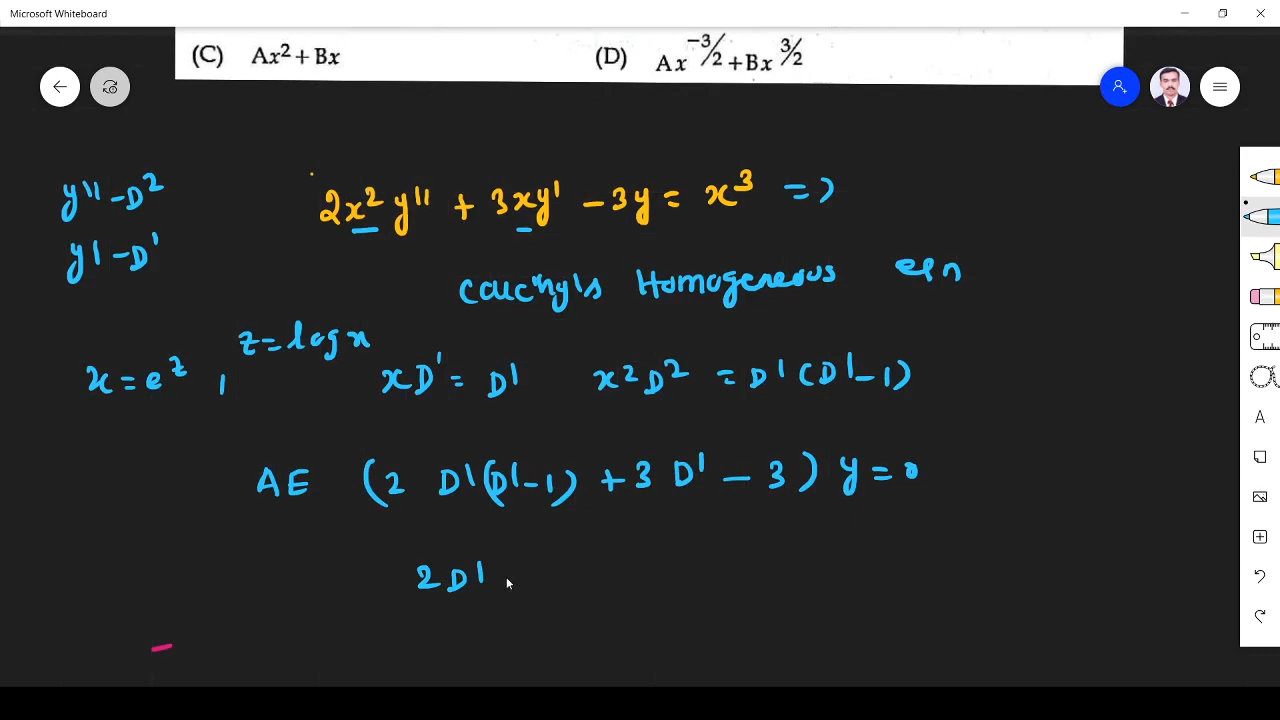 Microsoft Whiteboard
(C) Ax² + Bx (D) Ax^{-3/2} + Bx^{3/2}
y'' - D²
2x² y'' + 3xy' - 3y = x³ =>
y' - D'
Cauchy's Homogeneous eqn
z = log x
x = e^z , xD' = D' x²D² = D'(D'-1)
AE (2 D'(D'-1) + 3 D' - 3) y = 0
2D'
A